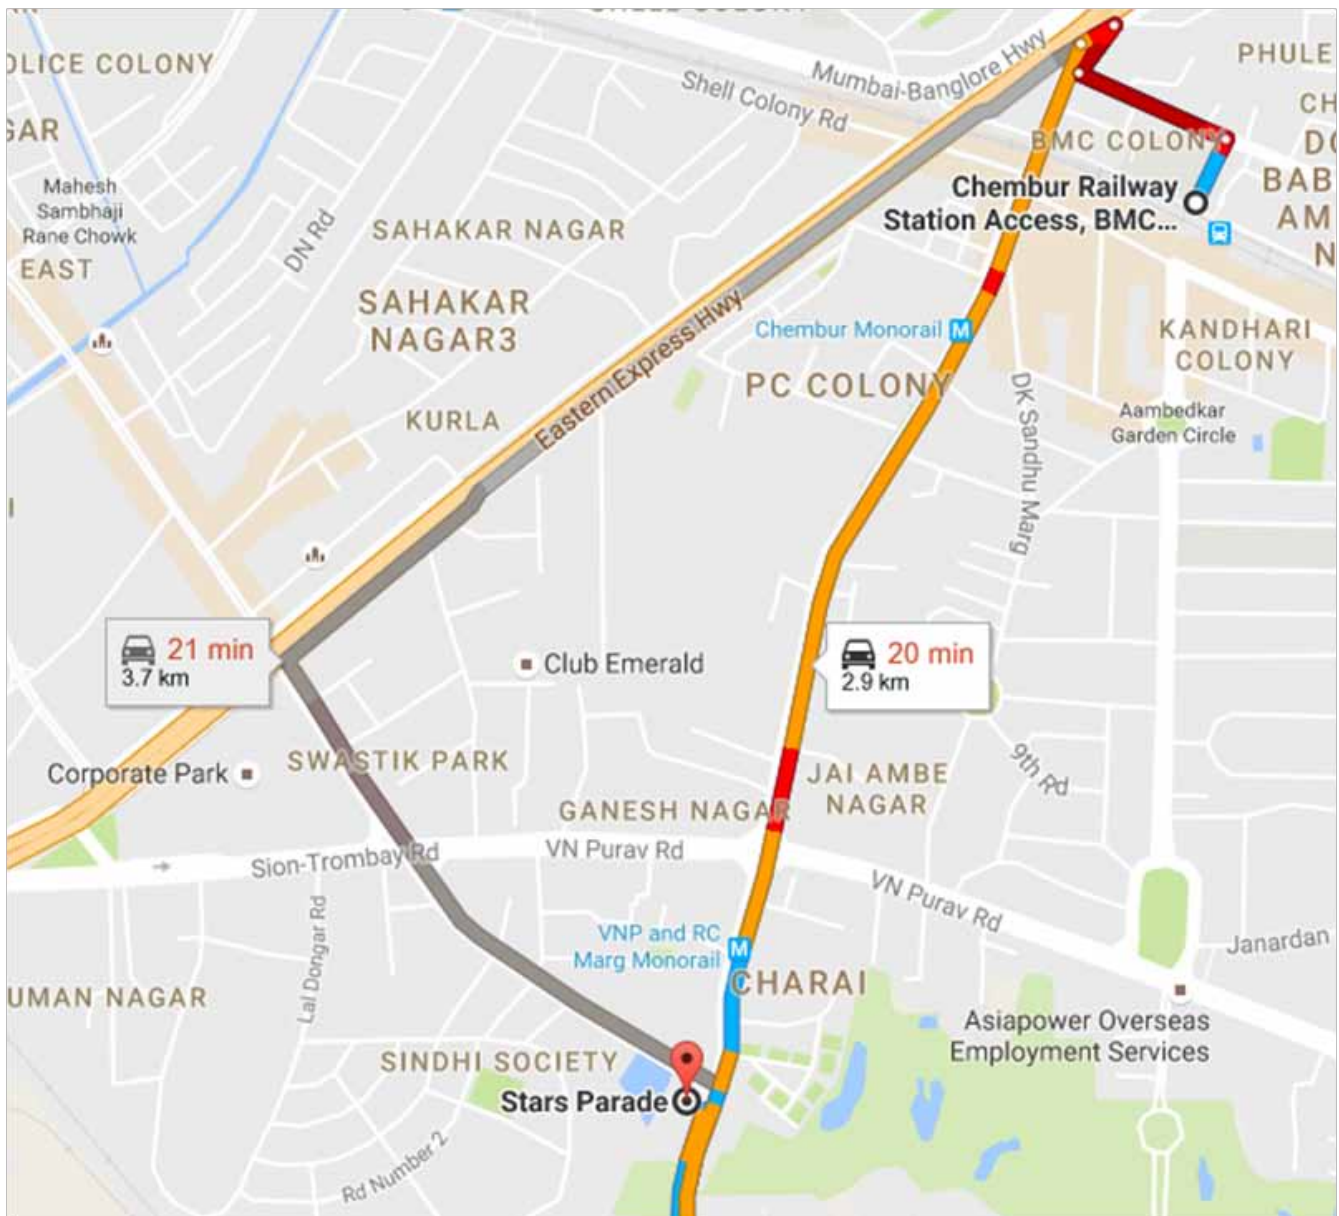 OLICE COLONY
PHULE
Mumbai-Banglore Hwy
Shell Colony Rd
CH
GAR
BMC COLONY
Mahesh
Sambhaji
Rane Chowk
Chembur Railway
Station Access, BMC...
BAB
AM
N
EAST
DN Rd
SAHAKAR NAGAR
SAHAKAR
NAGAR3
Chembur Monorail M
KANDHARI
COLONY
Eastern Express Hwy
PC COLONY
KURLA
DK Sandhu Marg
Aambedkar
Garden Circle
21 min
3.7 km
Club Emerald
20 min
2.9 km
SWASTIK PARK
Corporate Park
JAI AMBE
NAGAR
9th Rd
GANESH NAGAR
Sion-Trombay Rd
VN Purav Rd
VN Purav Rd
Lal Dongar Rd
VNP and RC
Marg Monorail M
Janardan
CHARAI
UMAN NAGAR
Asiapower Overseas
Employment Services
SINDHI SOCIETY
Stars Parade
Rd Number 2